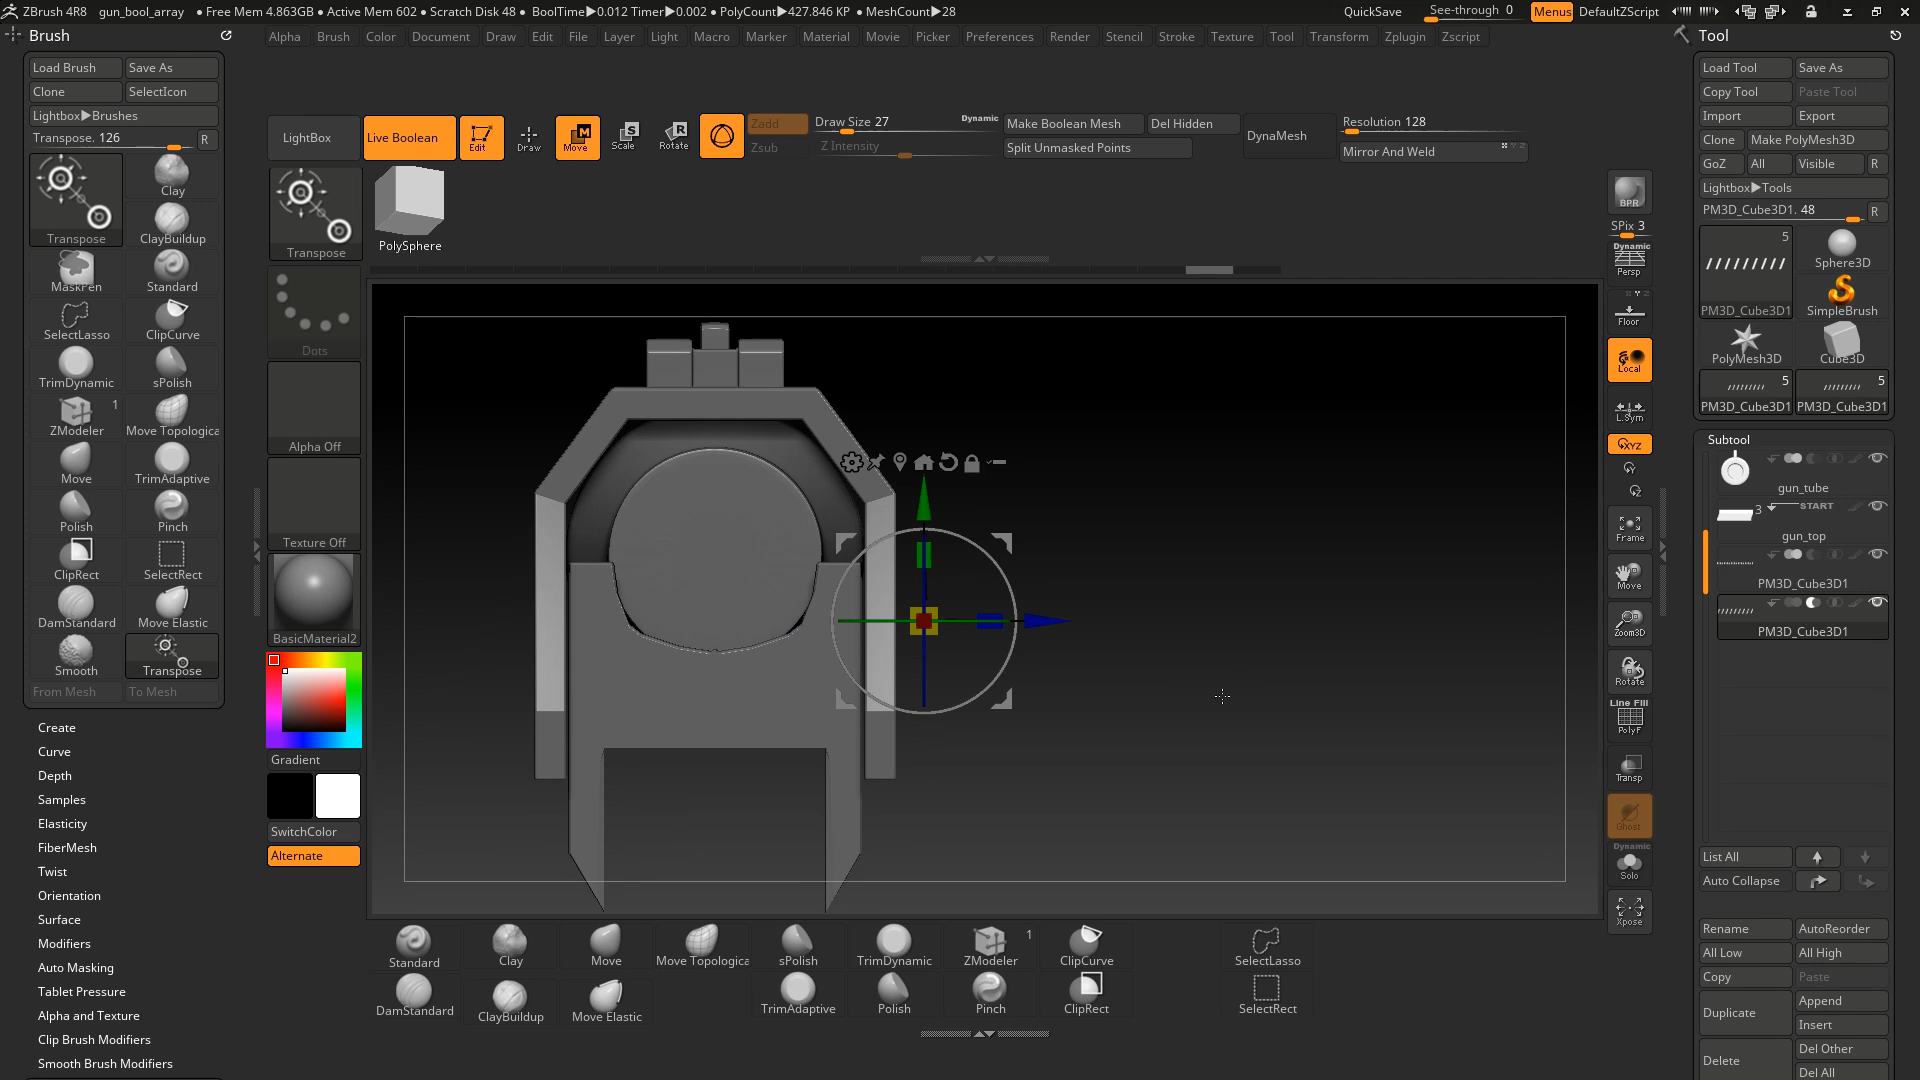 ZBrush 4R8 gun_bool_array • Free Mem 4.863GB • Active Mem 602 • Scratch Disk 48 • BoolTime▶0.012 Timer▶0.002 • PolyCount▶427.846 KP • MeshCount▶28 QuickSave See-through 0 Menus DefaultZScript
Brush Alpha Brush Color Document Draw Edit File Layer Light Macro Marker Material Movie Picker Preferences Render Stencil Stroke Texture Tool Transform Zplugin Zscript Tool
Load Brush Save As
Clone SelectIcon
Lightbox▶Brushes
Transpose. 126 R
Transpose Clay
ClayBuildup
MaskPen Standard
SelectLasso ClipCurve
TrimDynamic sPolish
ZModeler 1 Move Topologica
Move TrimAdaptive
Polish Pinch
ClipRect SelectRect
DamStandard Move Elastic
Smooth Transpose
From Mesh To Mesh
Create
Curve
Depth
Samples
Elasticity
FiberMesh
Twist
Orientation
Surface
Modifiers
Auto Masking
Tablet Pressure
Alpha and Texture
Clip Brush Modifiers
Smooth Brush Modifiers
LightBox Live Boolean Edit Draw Move Scale Rotate
Zadd
Zsub
Draw Size 27 Dynamic
Z Intensity
Make Boolean Mesh Del Hidden
Split Unmasked Points
DynaMesh
Resolution 128
Mirror And Weld
Transpose PolySphere
Dots
Alpha Off
Texture Off
BasicMaterial2
Gradient
SwitchColor
Alternate
BPR
SPix 3
Dynamic
Persp
Floor
Local
L.Sym
XYZ
Y
Z
Frame
Move
Zoom3D
Rotate
Line Fill
PolyF
Transp
Ghost
Dynamic
Solo
Xpose
Standard Clay Move Move Topologica sPolish TrimDynamic ZModeler 1 ClipCurve SelectLasso
DamStandard ClayBuildup Move Elastic TrimAdaptive Polish Pinch ClipRect SelectRect
Load Tool Save As
Copy Tool Paste Tool
Import Export
Clone Make PolyMesh3D
GoZ All Visible R
Lightbox▶Tools
PM3D_Cube3D1. 48 R
5 Sphere3D
PM3D_Cube3D1 SimpleBrush
PolyMesh3D Cube3D
5 5
PM3D_Cube3D1 PM3D_Cube3D1
Subtool
gun_tube
3 START
gun_top
PM3D_Cube3D1
PM3D_Cube3D1
List All
Auto Collapse
Rename AutoReorder
All Low All High
Copy Paste
Duplicate Append
Insert
Delete Del Other
Del All